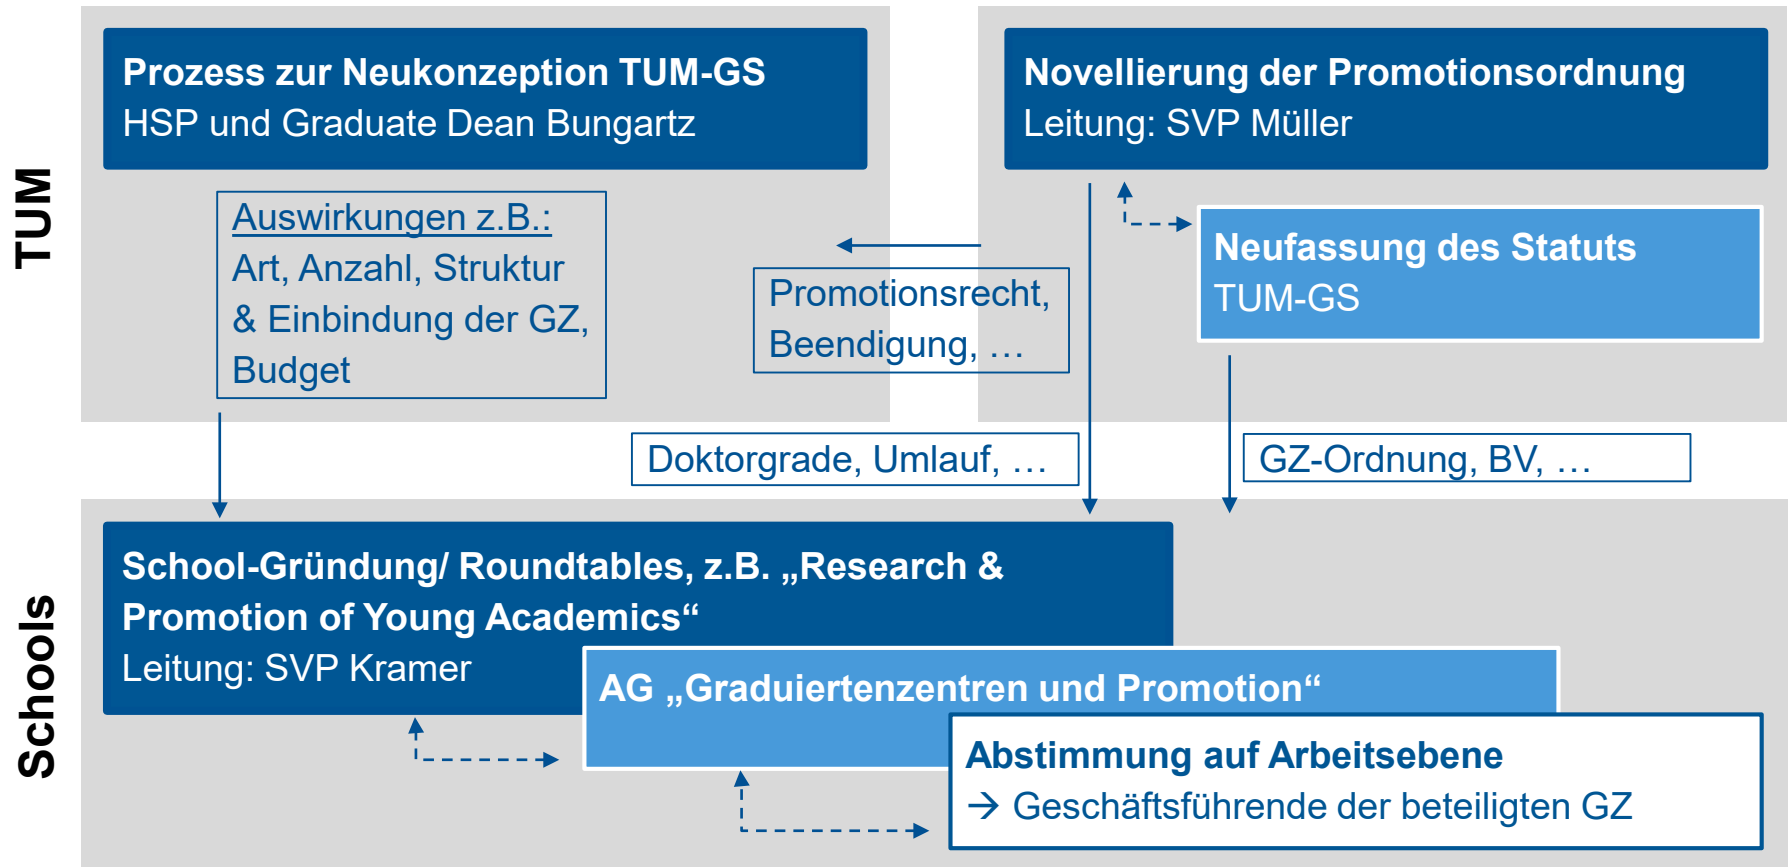 TUM
Prozess zur Neukonzeption TUM-GS
HSP und Graduate Dean Bungartz
Auswirkungen z.B.:
Art, Anzahl, Struktur
& Einbindung der GZ,
Budget
Novellierung der Promotionsordnung
Leitung: SVP Müller
Neufassung des Statuts
TUM-GS
Promotionsrecht,
Beendigung, …
Doktorgrade, Umlauf, …
GZ-Ordnung, BV, …
Schools
School-Gründung/ Roundtables, z.B. „Research &
Promotion of Young Academics“
Leitung: SVP Kramer
AG „Graduiertenzentren und Promotion“
Abstimmung auf Arbeitsebene
→ Geschäftsführende der beteiligten GZ